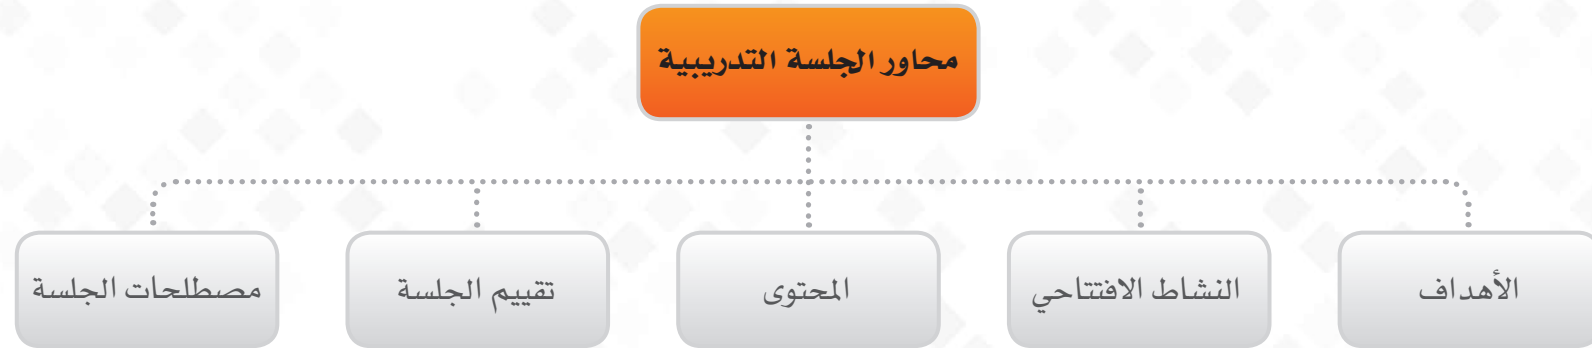 محاور الجلسة التدريبية
الأهداف
النشاط الافتتاحي
المحتوى
تقييم الجلسة
مصطلحات الجلسة